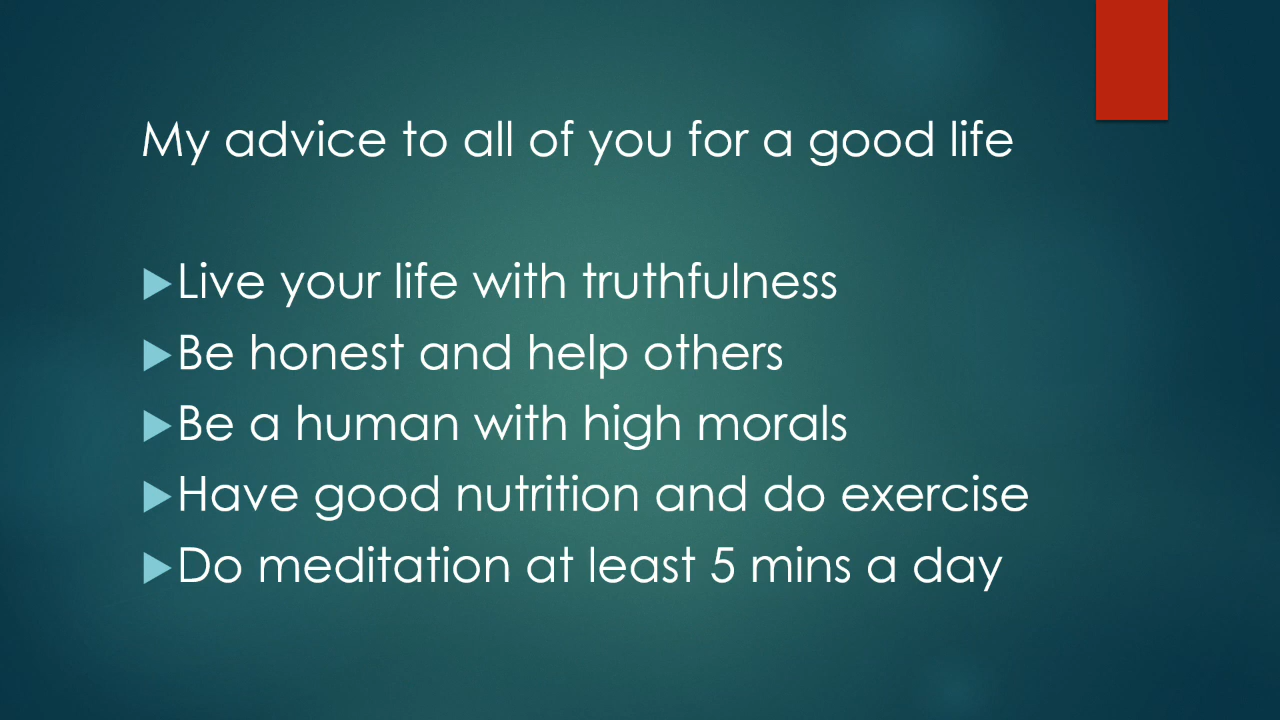 My advice to all of you for a good life
▶Live your life with truthfulness
▶Be honest and help others
▶Be a human with high morals
▶Have good nutrition and do exercise
▶Do meditation at least 5 mins a day